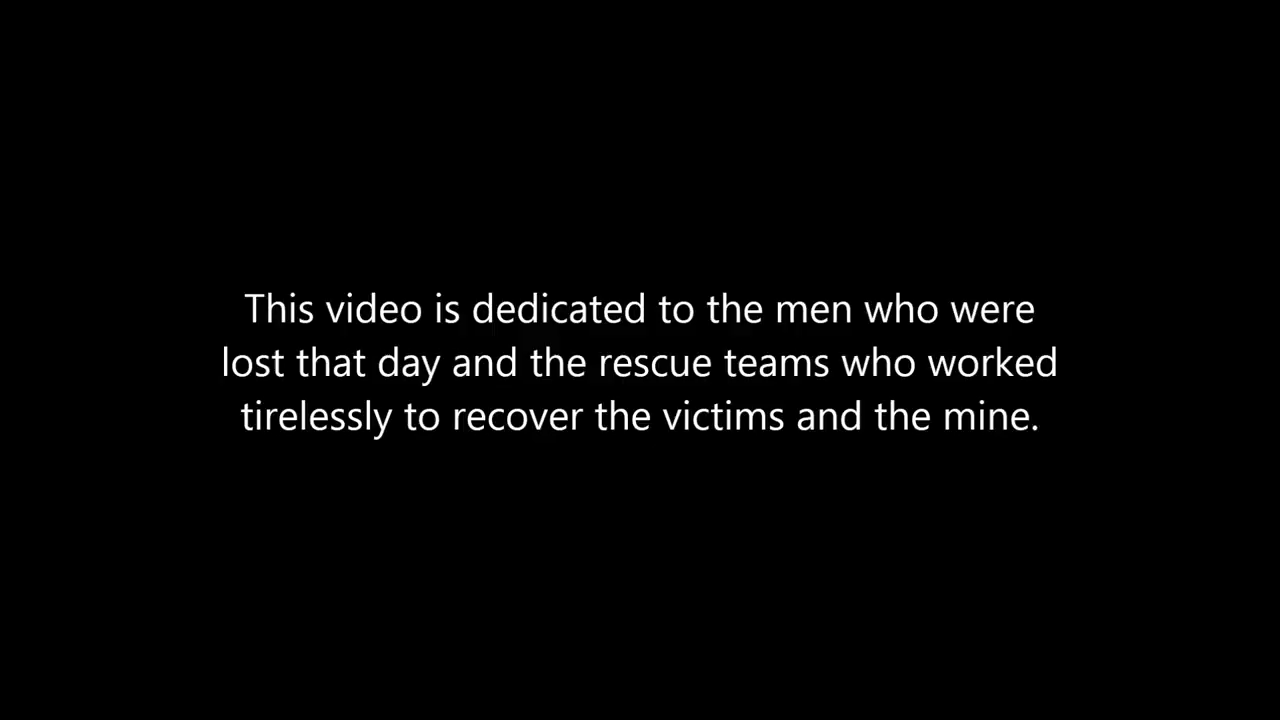 This video is dedicated to the men who were
lost that day and the rescue teams who worked
tirelessly to recover the victims and the mine.